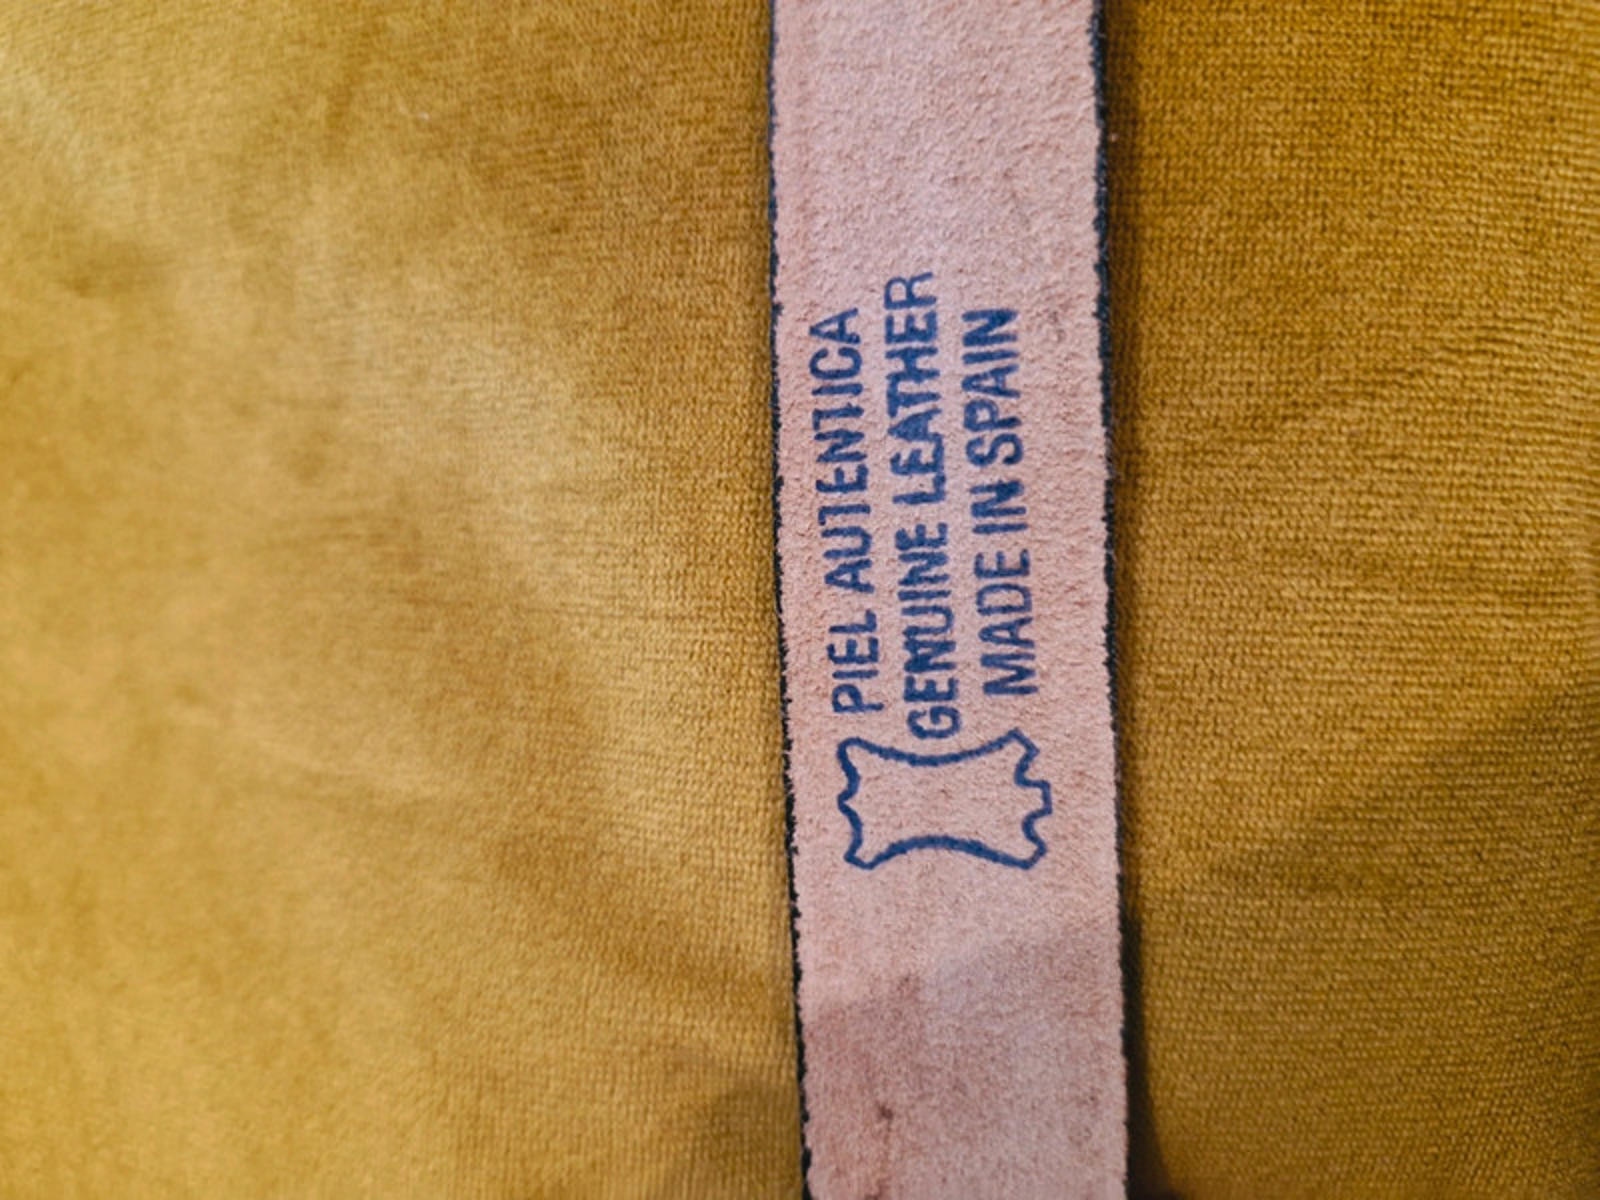 PIEL AUTENTICA
GENUINE LEATHER
MADE IN SPAIN